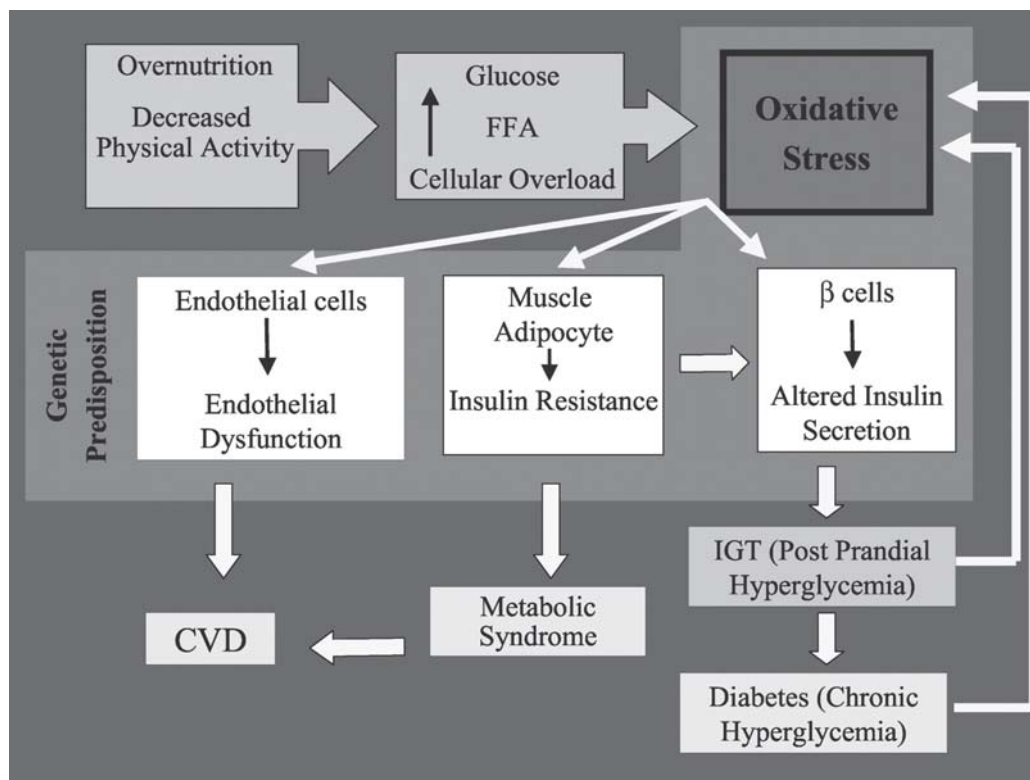 Overnutrition
Decreased
Physical Activity
Glucose
FFA
Cellular Overload
Oxidative
Stress
Genetic
Predisposition
Endothelial cells
Endothelial
Dysfunction
Muscle
Adipocyte
Insulin Resistance
β cells
Altered Insulin
Secretion
CVD
Metabolic
Syndrome
IGT (Post Prandial
Hyperglycemia)
Diabetes (Chronic
Hyperglycemia)